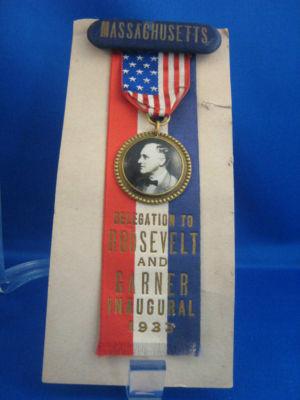 MASSACHUSETTS
DELEGATION TO
ROOSEVELT
AND
GARNER
INAUGURAL
1933